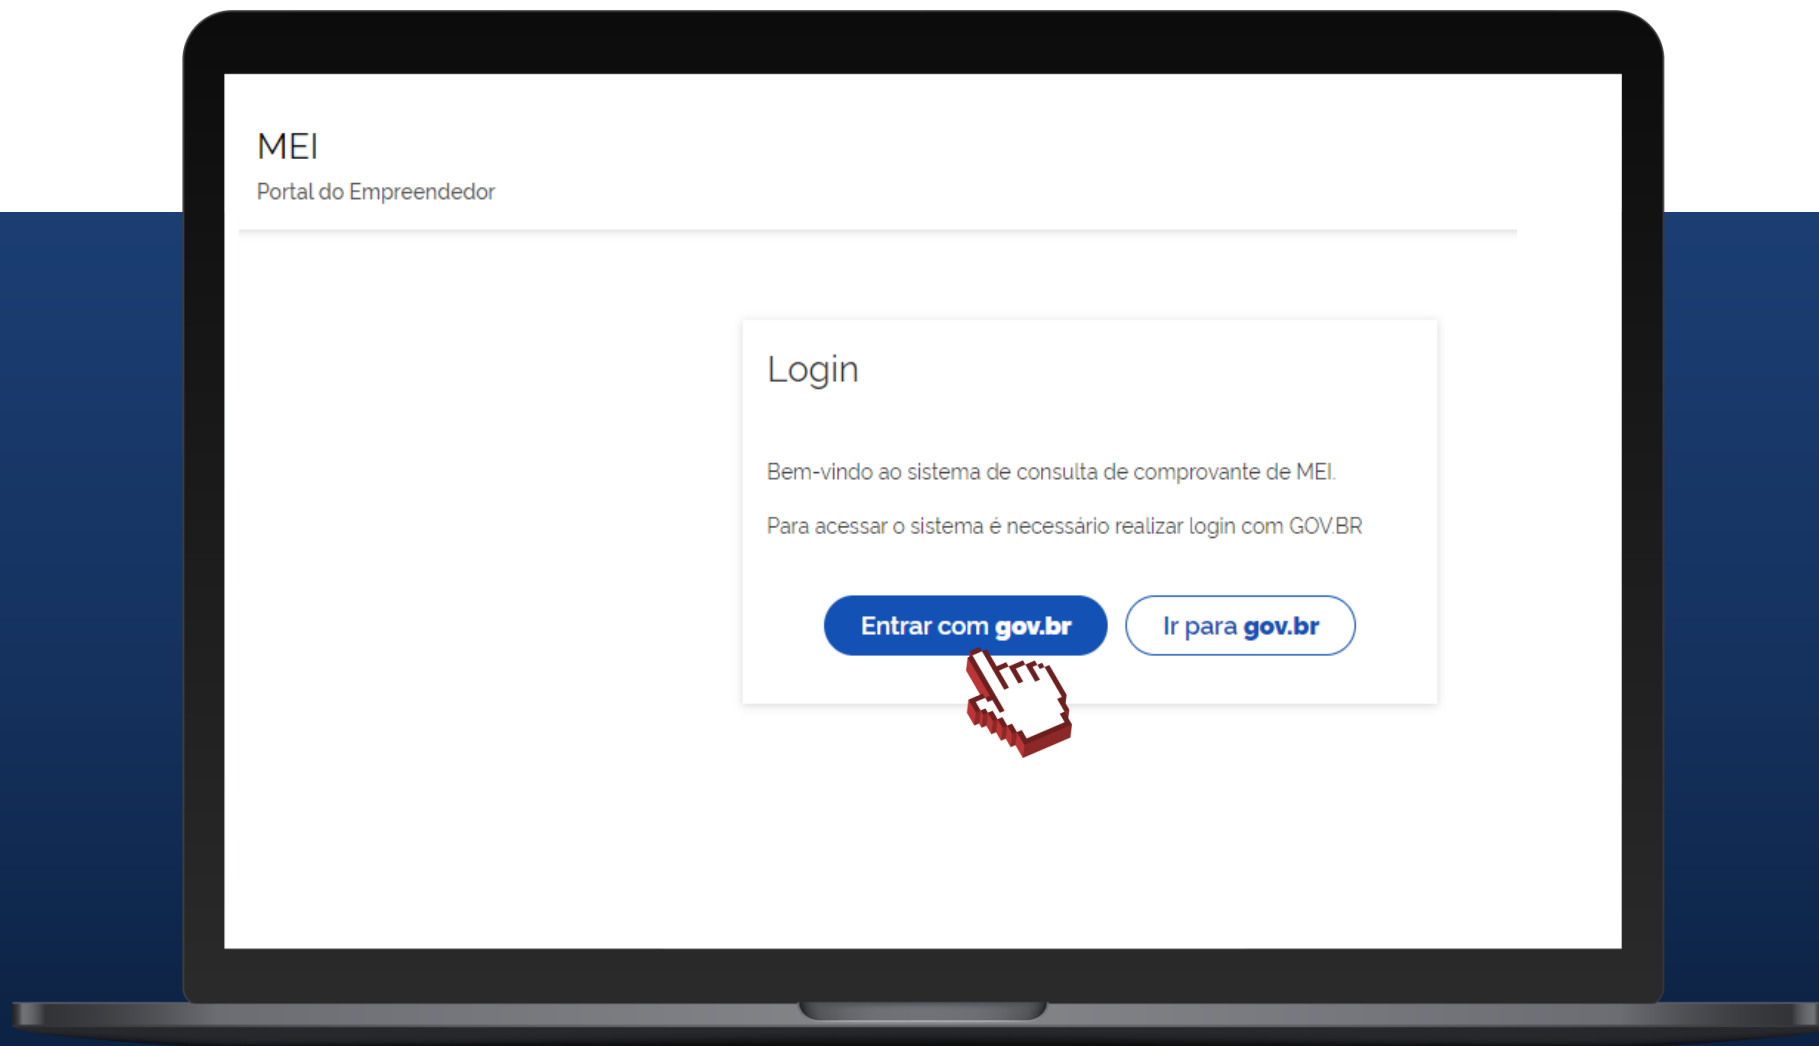 MEI
Portal do Empreendedor
Login
Bem-vindo ao sistema de consulta de comprovante de MEI.
Para acessar o sistema é necessário realizar login com GOV.BR
Entrar com gov.br
Ir para gov.br